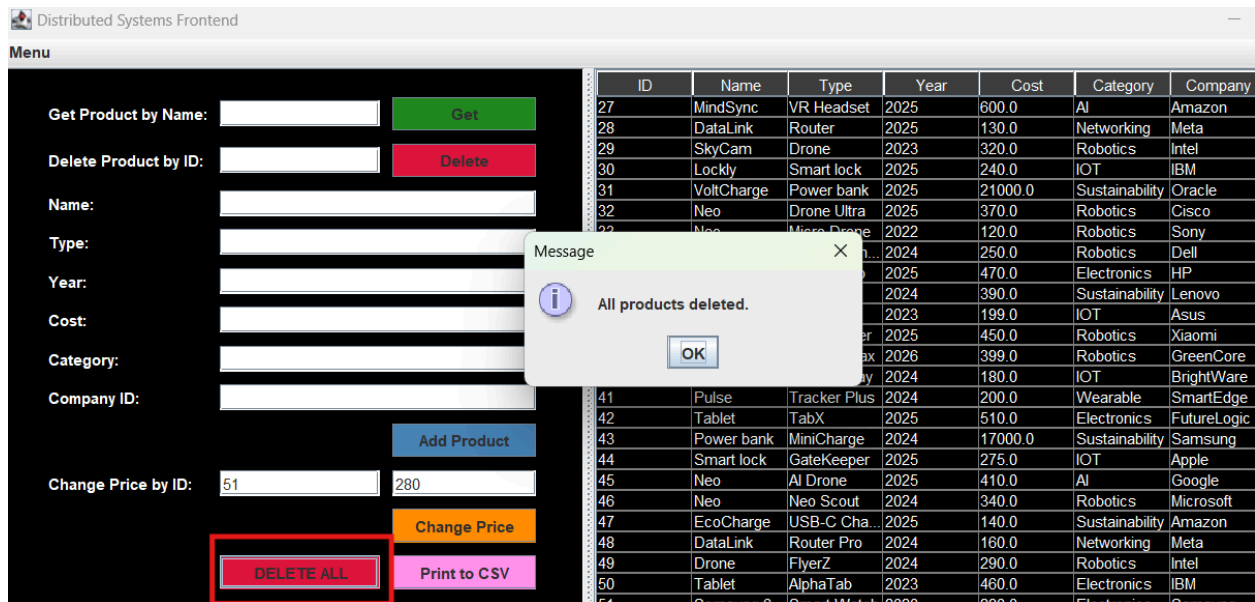 Distributed Systems Frontend
Menu
Get Product by Name: Get
Delete Product by ID: Delete
Name:
Type:
Year:
Cost:
Category:
Company ID:
Add Product
Change Price by ID: 51 280
Change Price
DELETE ALL Print to CSV
ID Name Type Year Cost Category Company
27 MindSync VR Headset 2025 600.0 AI Amazon
28 DataLink Router 2025 130.0 Networking Meta
29 SkyCam Drone 2023 320.0 Robotics Intel
30 Lockly Smart lock 2025 240.0 IOT IBM
31 VoltCharge Power bank 2025 21000.0 Sustainability Oracle
32 Neo Drone Ultra 2025 370.0 Robotics Cisco
Neo Micro Drone 2022 120.0 Robotics Sony
2024 250.0 Robotics Dell
2025 470.0 Electronics HP
2024 390.0 Sustainability Lenovo
2023 199.0 IOT Asus
2025 450.0 Robotics Xiaomi
2026 399.0 Robotics GreenCore
2024 180.0 IOT BrightWare
41 Pulse Tracker Plus 2024 200.0 Wearable SmartEdge
42 Tablet TabX 2025 510.0 Electronics FutureLogic
43 Power bank MiniCharge 2024 17000.0 Sustainability Samsung
44 Smart lock GateKeeper 2025 275.0 IOT Apple
45 Neo AI Drone 2025 410.0 AI Google
46 Neo Neo Scout 2024 340.0 Robotics Microsoft
47 EcoCharge USB-C Cha... 2025 140.0 Sustainability Amazon
48 DataLink Router Pro 2024 160.0 Networking Meta
49 Drone FlyerZ 2024 290.0 Robotics Intel
50 Tablet AlphaTab 2023 460.0 Electronics IBM
Message
All products deleted.
OK